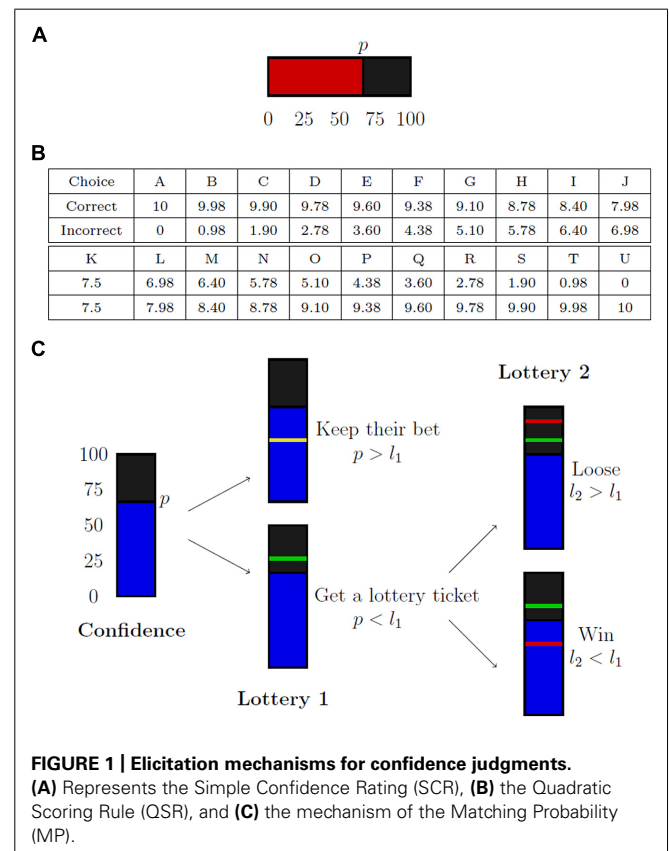 A
p
0 25 50 75 100
B
Choice A B C D E F G H I J
Correct 10 9.98 9.90 9.78 9.60 9.38 9.10 8.78 8.40 7.98
Incorrect 0 0.98 1.90 2.78 3.60 4.38 5.10 5.78 6.40 6.98
K L M N O P Q R S T U
7.5 6.98 6.40 5.78 5.10 4.38 3.60 2.78 1.90 0.98 0
7.5 7.98 8.40 8.78 9.10 9.38 9.60 9.78 9.90 9.98 10
C
100
75
50
25
0
p
Confidence
Keep their bet
p > l₁
Get a lottery ticket
p < l₁
Lottery 1
Lottery 2
Loose
l₂ > l₁
Win
l₂ < l₁
FIGURE 1 | Elicitation mechanisms for confidence judgments.
(A) Represents the Simple Confidence Rating (SCR), (B) the Quadratic
Scoring Rule (QSR), and (C) the mechanism of the Matching Probability
(MP).